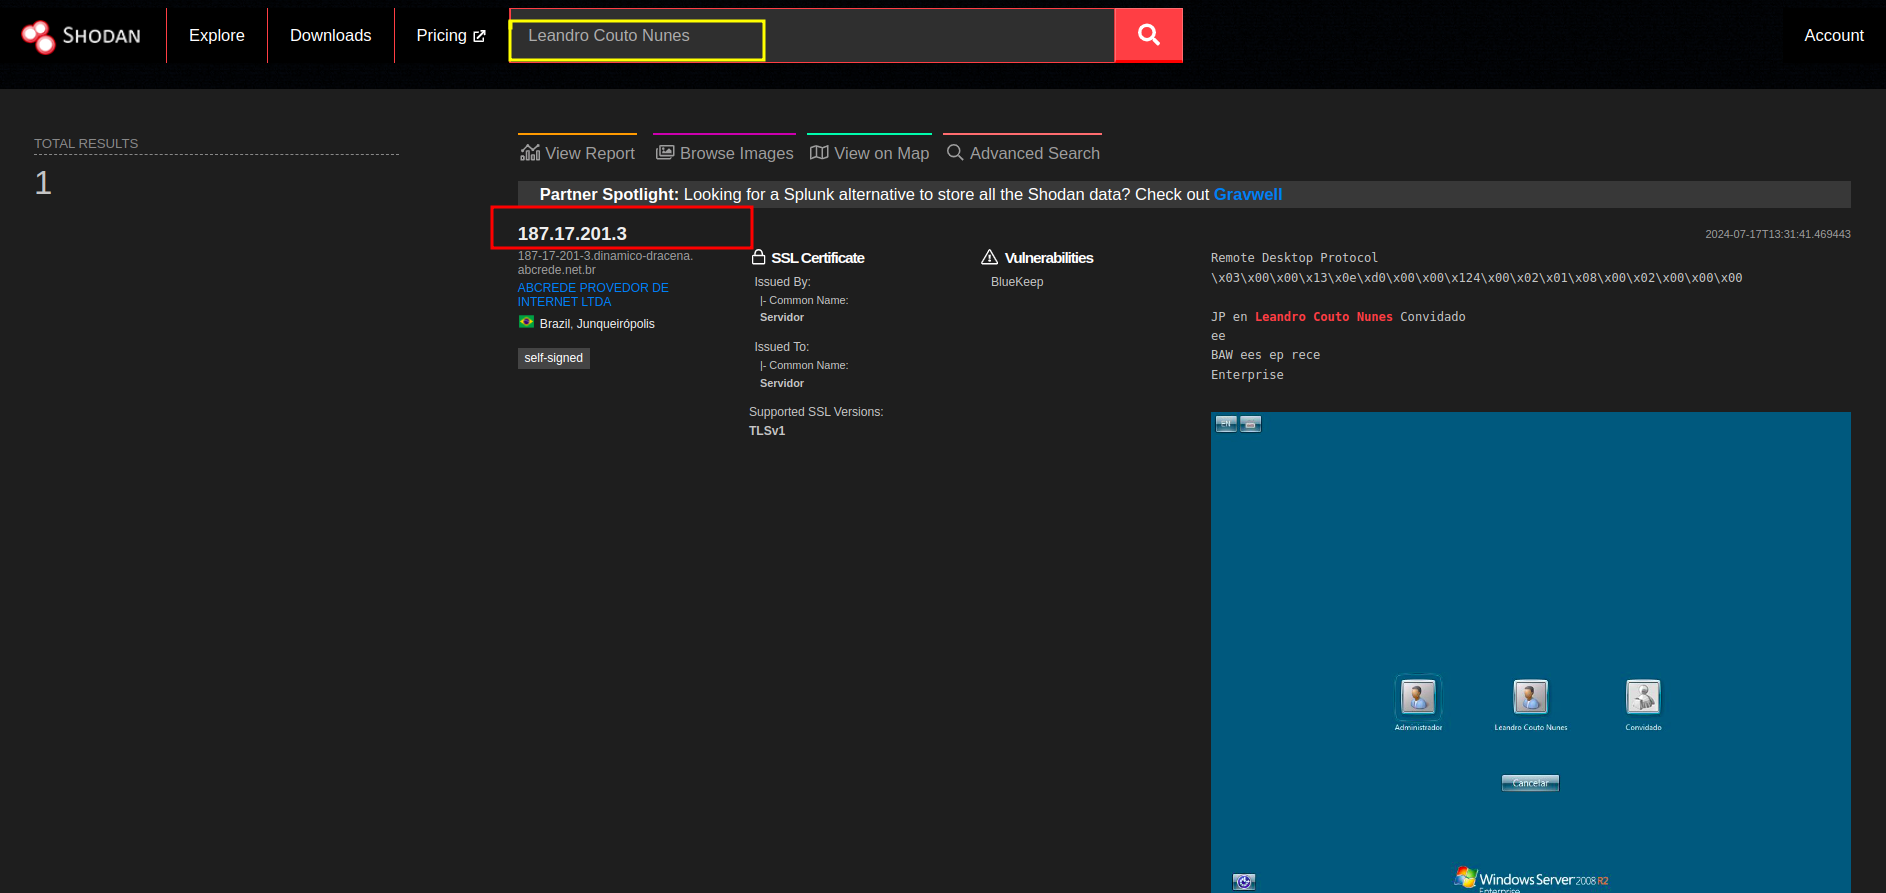 SHODAN
Explore
Downloads
Pricing
Leandro Couto Nunes
Account
TOTAL RESULTS
1
View Report
Browse Images
View on Map
Advanced Search
Partner Spotlight: Looking for a Splunk alternative to store all the Shodan data? Check out Gravwell
187.17.201.3
187-17-201-3.dinamico-dracena.
abcrede.net.br
ABCREDE PROVEDOR DE
INTERNET LTDA
Brazil, Junqueirópolis
self-signed
SSL Certificate
Issued By:
|- Common Name:
Servidor
Issued To:
|- Common Name:
Servidor
Supported SSL Versions:
TLSv1
Vulnerabilities
BlueKeep
2024-07-17T13:31:41.469443
Remote Desktop Protocol
\x03\x00\x00\x13\x0e\xd0\x00\x00\x124\x00\x02\x01\x08\x00\x02\x00\x00\x00
JP en Leandro Couto Nunes Convidado
ee
BAW ees ep rece
Enterprise
EN
Administrador
Leandro Couto Nunes
Convidado
Cancelar
Windows Server 2008 R2
Enterprise